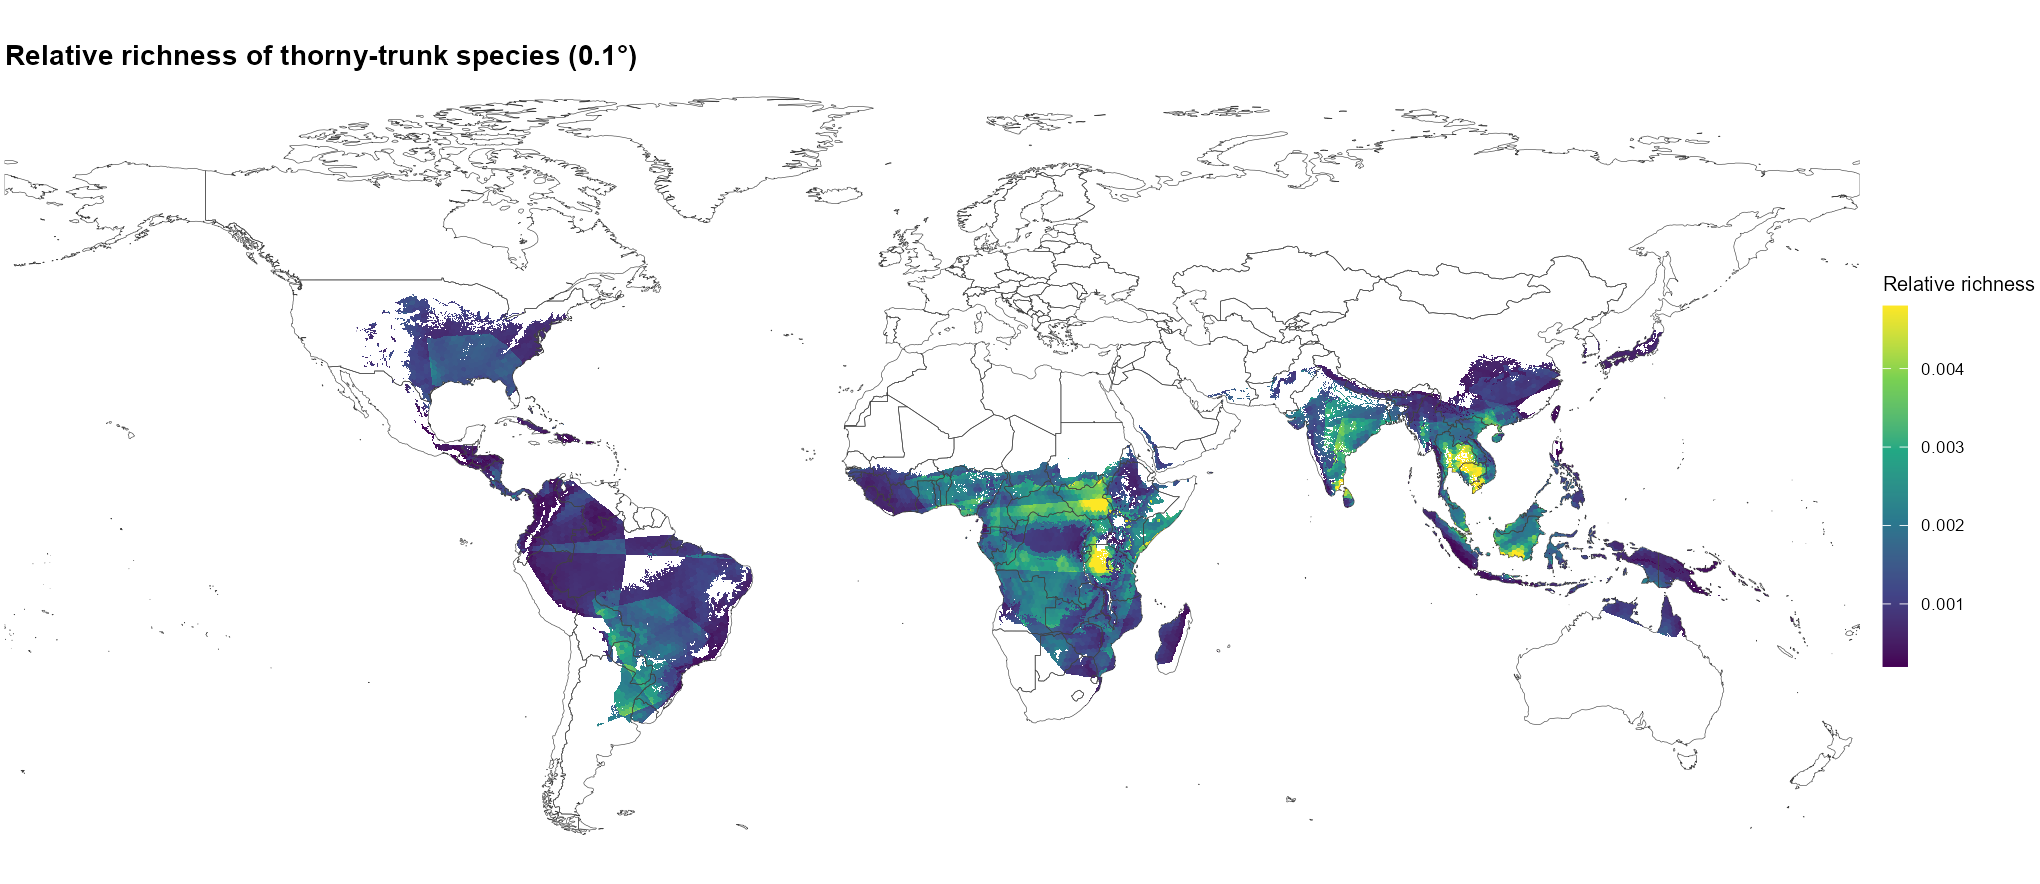 Relative richness of thorny-trunk species (0.1°)
Relative richness
0.004
0.003
0.002
0.001